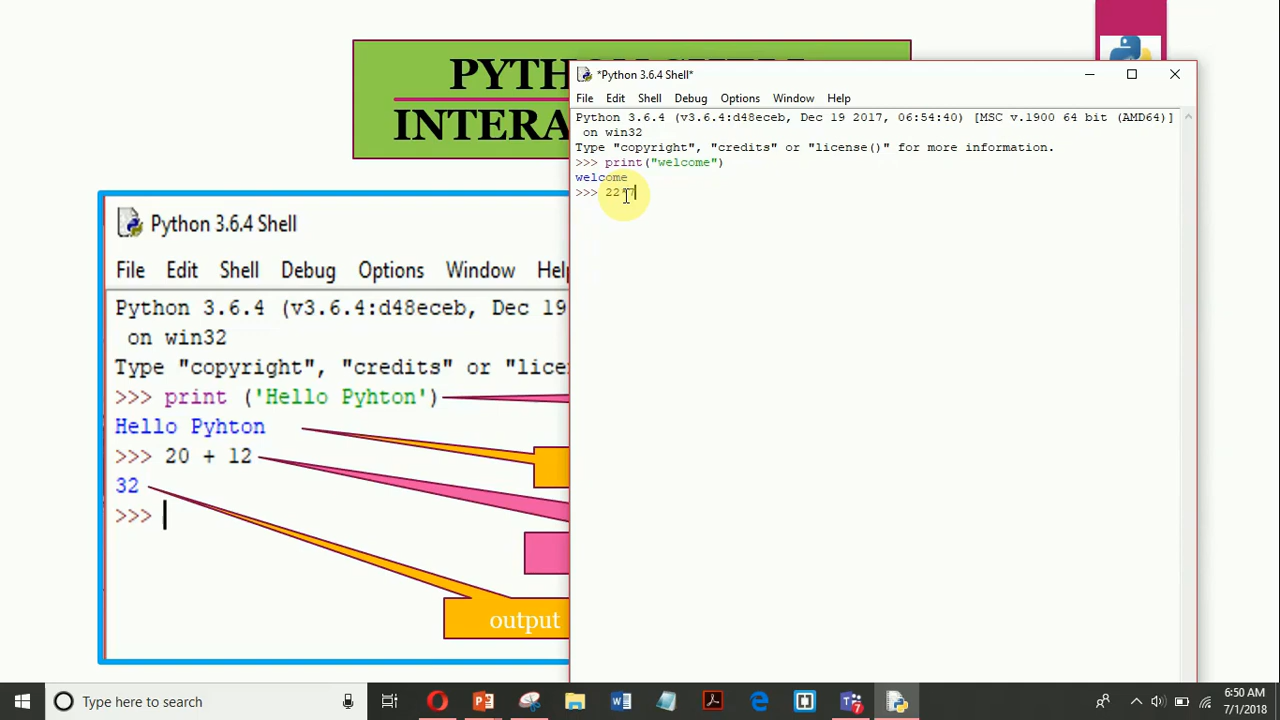 PYTH
INTERA
*Python 3.6.4 Shell*
File Edit Shell Debug Options Window Help
Python 3.6.4 (v3.6.4:d48eceb, Dec 19 2017, 06:54:40) [MSC v.1900 64 bit (AMD64)]
on win32
Type "copyright", "credits" or "license()" for more information.
>>> print("welcome")
welcome
>>> 22*7
Python 3.6.4 Shell
File Edit Shell Debug Options Window Hel
Python 3.6.4 (v3.6.4:d48eceb, Dec 19
on win32
Type "copyright", "credits" or "lice
>>> print ('Hello Pyhton')
Hello Pyhton
>>> 20 + 12
32
>>>
output
Type here to search
6:50 AM
7/1/2018